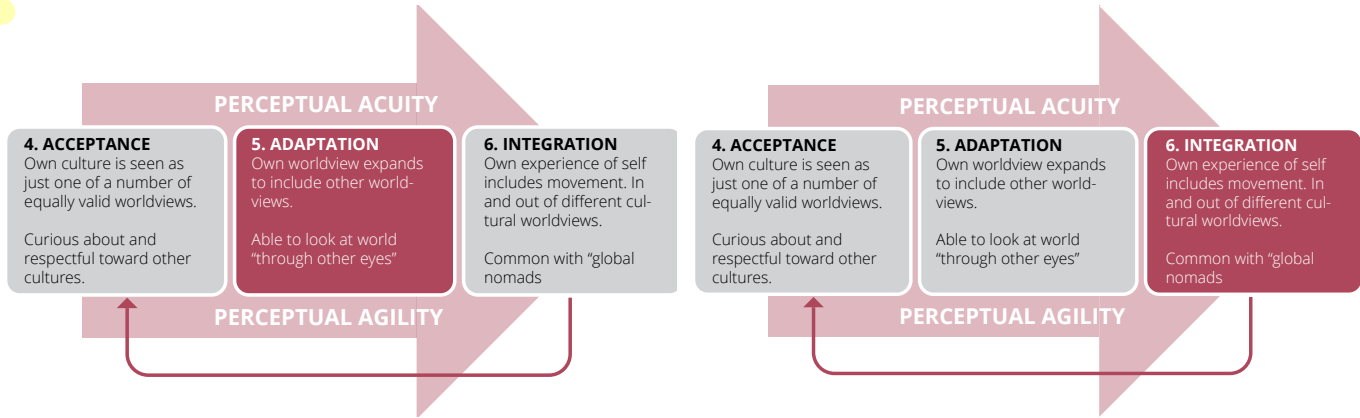 PERCEPTUAL ACUITY
4. ACCEPTANCE
Own culture is seen as
just one of a number of
equally valid worldviews.
Curious about and
respectful toward other
cultures.
5. ADAPTATION
Own worldview expands
to include other world-
views.
Able to look at world
“through other eyes”
6. INTEGRATION
Own experience of self
includes movement. In
and out of different cul-
tural worldviews.
Common with “global
nomads
PERCEPTUAL AGILITY
PERCEPTUAL ACUITY
4. ACCEPTANCE
Own culture is seen as
just one of a number of
equally valid worldviews.
Curious about and
respectful toward other
cultures.
5. ADAPTATION
Own worldview expands
to include other world-
views.
Able to look at world
“through other eyes”
6. INTEGRATION
Own experience of self
includes movement. In
and out of different cul-
tural worldviews.
Common with “global
nomads
PERCEPTUAL AGILITY